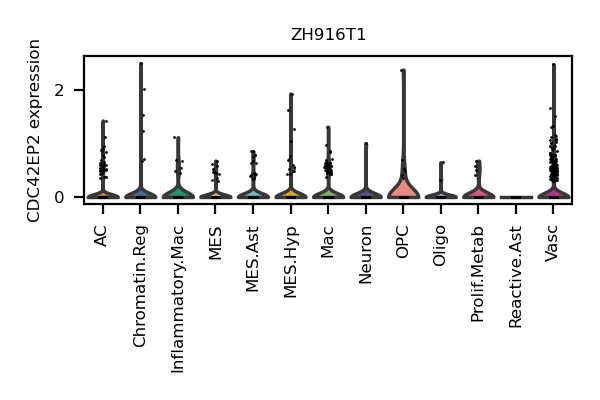 ZH916T1
CDC42EP2 expression
2
0
AC
Chromatin.Reg
Inflammatory.Mac
MES
MES.Ast
MES.Hyp
Mac
Neuron
OPC
Oligo
Prolif.Metab
Reactive.Ast
Vasc